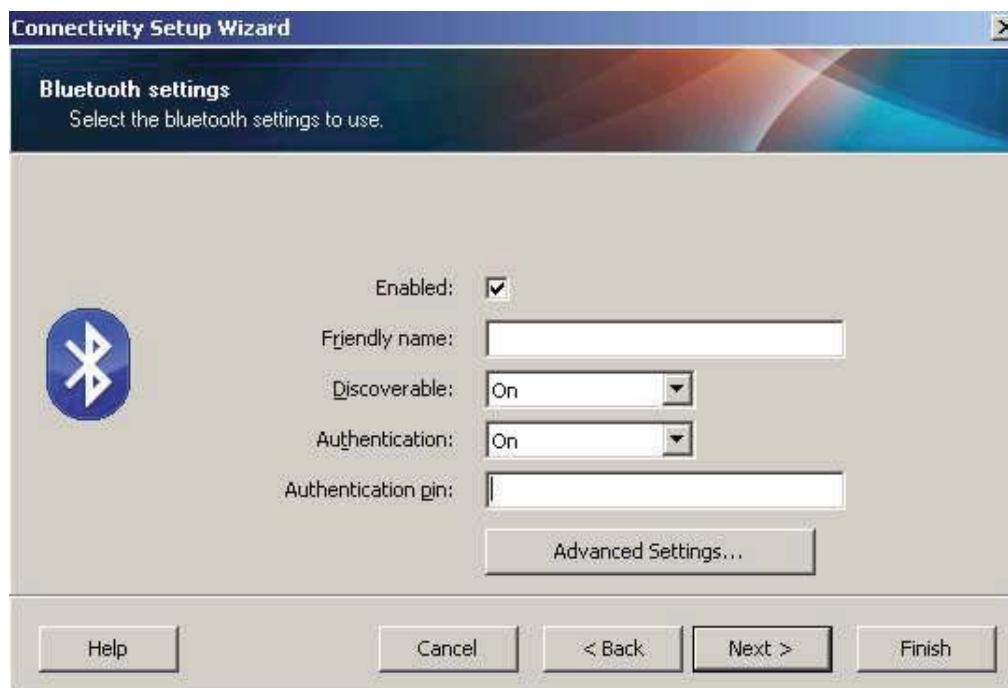 Connectivity Setup Wizard
Bluetooth settings
Select the bluetooth settings to use.
Enabled:
Friendly name:
Discoverable: On
Authentication: On
Authentication pin:
Advanced Settings...
Help Cancel < Back Next > Finish